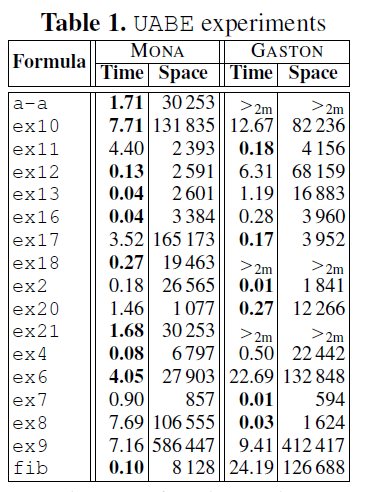 Table 1. UABE experiments
Formula MONA GASTON
Time Space Time Space
a-a 1.71 30 253 >2m >2m
ex10 7.71 131 835 12.67 82 236
ex11 4.40 2 393 0.18 4 156
ex12 0.13 2 591 6.31 68 159
ex13 0.04 2 601 1.19 16 883
ex16 0.04 3 384 0.28 3 960
ex17 3.52 165 173 0.17 3 952
ex18 0.27 19 463 >2m >2m
ex2 0.18 26 565 0.01 1 841
ex20 1.46 1 077 0.27 12 266
ex21 1.68 30 253 >2m >2m
ex4 0.08 6 797 0.50 22 442
ex6 4.05 27 903 22.69 132 848
ex7 0.90 857 0.01 594
ex8 7.69 106 555 0.03 1 624
ex9 7.16 586 447 9.41 412 417
fib 0.10 8 128 24.19 126 688